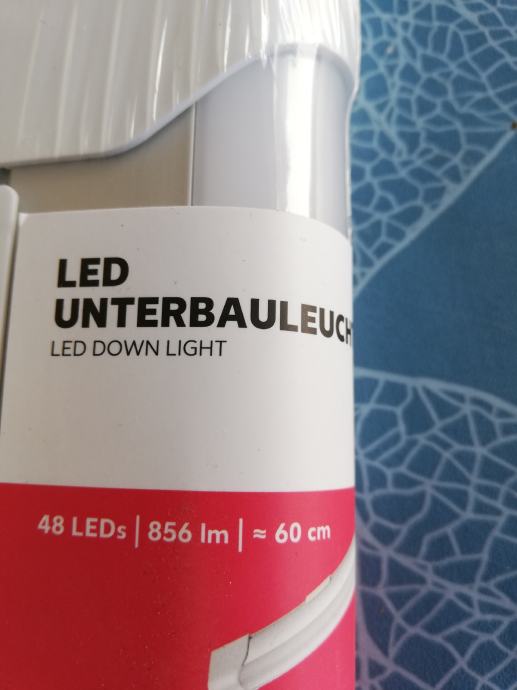 LED
UNTERBAULEUCH
LED DOWN LIGHT
48 LEDs | 856 lm | ≈ 60 cm